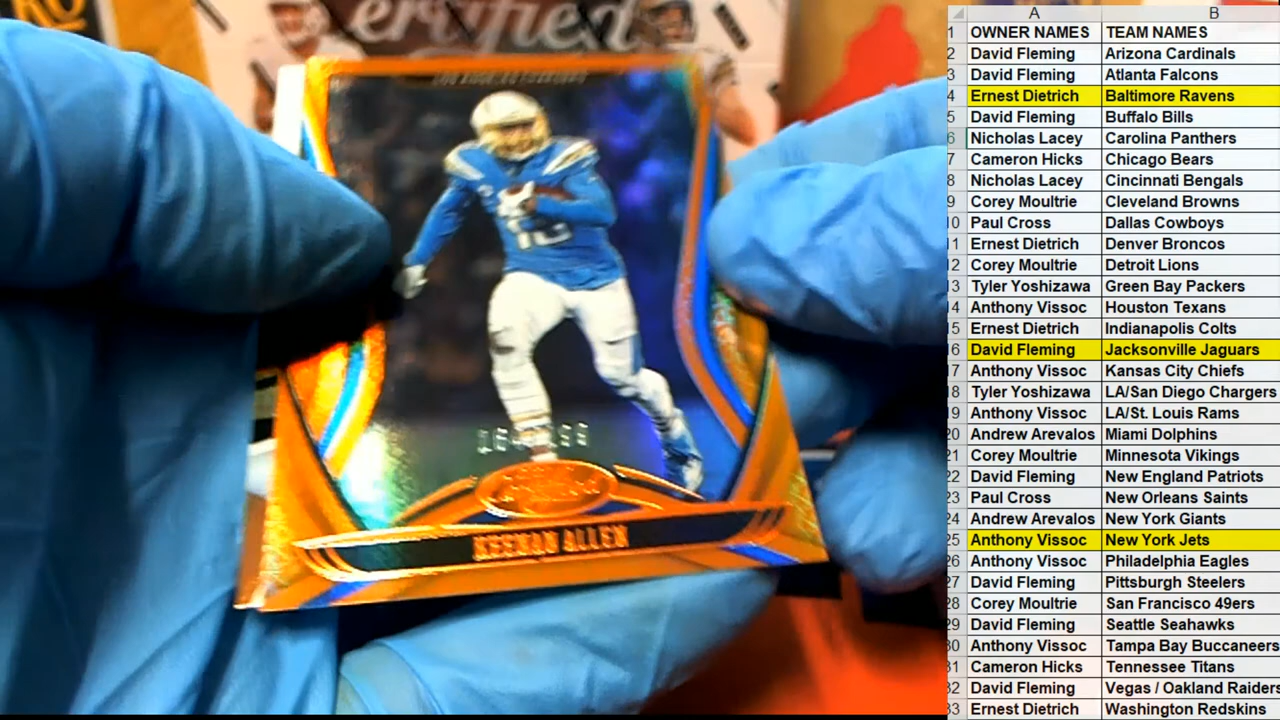 ertified
KEENAN ALLEN
A B
1 OWNER NAMES TEAM NAMES
2 David Fleming Arizona Cardinals
3 David Fleming Atlanta Falcons
4 Ernest Dietrich Baltimore Ravens
5 David Fleming Buffalo Bills
6 Nicholas Lacey Carolina Panthers
7 Cameron Hicks Chicago Bears
8 Nicholas Lacey Cincinnati Bengals
9 Corey Moultrie Cleveland Browns
10 Paul Cross Dallas Cowboys
11 Ernest Dietrich Denver Broncos
12 Corey Moultrie Detroit Lions
13 Tyler Yoshizawa Green Bay Packers
14 Anthony Vissoc Houston Texans
15 Ernest Dietrich Indianapolis Colts
16 David Fleming Jacksonville Jaguars
17 Anthony Vissoc Kansas City Chiefs
18 Tyler Yoshizawa LA/San Diego Chargers
19 Anthony Vissoc LA/St. Louis Rams
20 Andrew Arevalos Miami Dolphins
21 Corey Moultrie Minnesota Vikings
22 David Fleming New England Patriots
23 Paul Cross New Orleans Saints
24 Andrew Arevalos New York Giants
25 Anthony Vissoc New York Jets
26 Anthony Vissoc Philadelphia Eagles
27 David Fleming Pittsburgh Steelers
28 Corey Moultrie San Francisco 49ers
29 David Fleming Seattle Seahawks
30 Anthony Vissoc Tampa Bay Buccaneers
31 Cameron Hicks Tennessee Titans
32 David Fleming Vegas / Oakland Raiders
33 Ernest Dietrich Washington Redskins